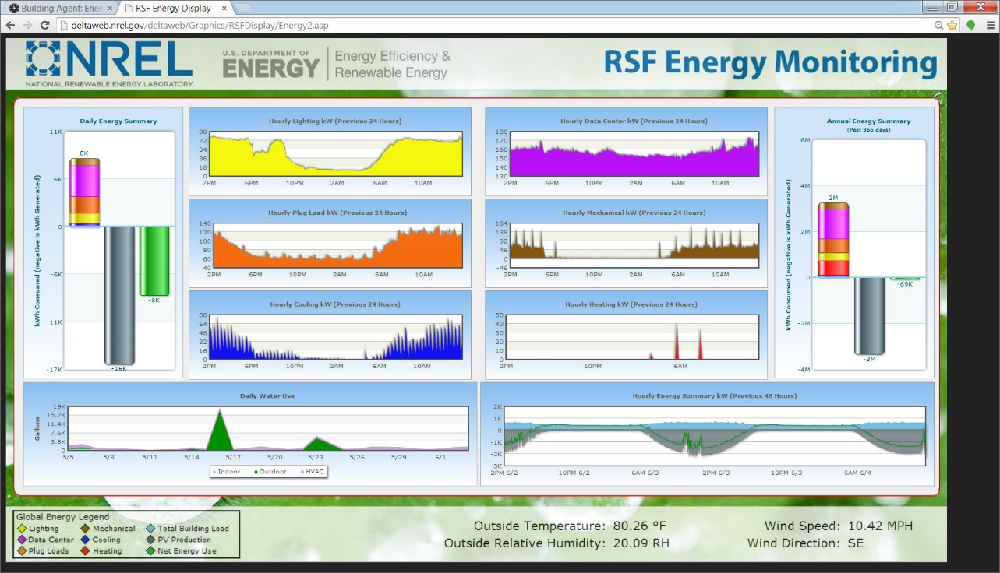 Building Agent: Ener
RSF Energy Display
deltaweb.nrel.gov/deltaweb/Graphics/RSFDisplay/Energy2.asp
NREL
NATIONAL RENEWABLE ENERGY LABORATORY
U.S. DEPARTMENT OF
ENERGY
Energy Efficiency &
Renewable Energy
RSF Energy Monitoring
Daily Energy Summary
kWh Consumed (negative is kWh Generated)
11K
6K
0
-6K
-11K
-17K
8K
-16K
-8K
Hourly Lighting kW (Previous 24 Hours)
90
72
54
36
18
0
2PM 6PM 10PM 2AM 6AM 10AM
Hourly Data Center kW (Previous 24 Hours)
180
170
160
150
140
130
2PM 6PM 10PM 2AM 6AM 10AM
Hourly Plug Load kW (Previous 24 Hours)
140
120
100
80
60
40
2PM 6PM 10PM 2AM 6AM 10AM
Hourly Mechanical kW (Previous 24 Hours)
184
138
92
46
0
-46
2PM 6PM 10PM 2AM 6AM 10AM
Hourly Cooling kW (Previous 24 Hours)
80
64
48
32
16
0
2PM 6PM 10PM 2AM 6AM 10AM
Hourly Heating kW (Previous 24 Hours)
50
40
30
20
10
0
2PM 10PM 6AM
Annual Energy Summary
(Past 365 days)
kWh Consumed (negative is kWh Generated)
6M
4M
2M
0
-2M
-4M
3M
-3M
-69K
Daily Water Use
Gallons
19K
15.2K
11.4K
7.6K
3.8K
0
5/5 5/8 5/11 5/14 5/17 5/20 5/23 5/26 5/29 6/1
Indoor Outdoor HVAC
Hourly Energy Summary kW (Previous 48 Hours)
2K
1K
0
-1K
-2K
-3K
2PM 6/2 10PM 6/2 6AM 6/3 2PM 6/3 10PM 6/3 6AM 6/4
Global Energy Legend
Lighting Mechanical Total Building Load
Data Center Cooling PV Production
Plug Loads Heating Net Energy Use
Outside Temperature: 80.26 °F
Outside Relative Humidity: 20.09 RH
Wind Speed: 10.42 MPH
Wind Direction: SE